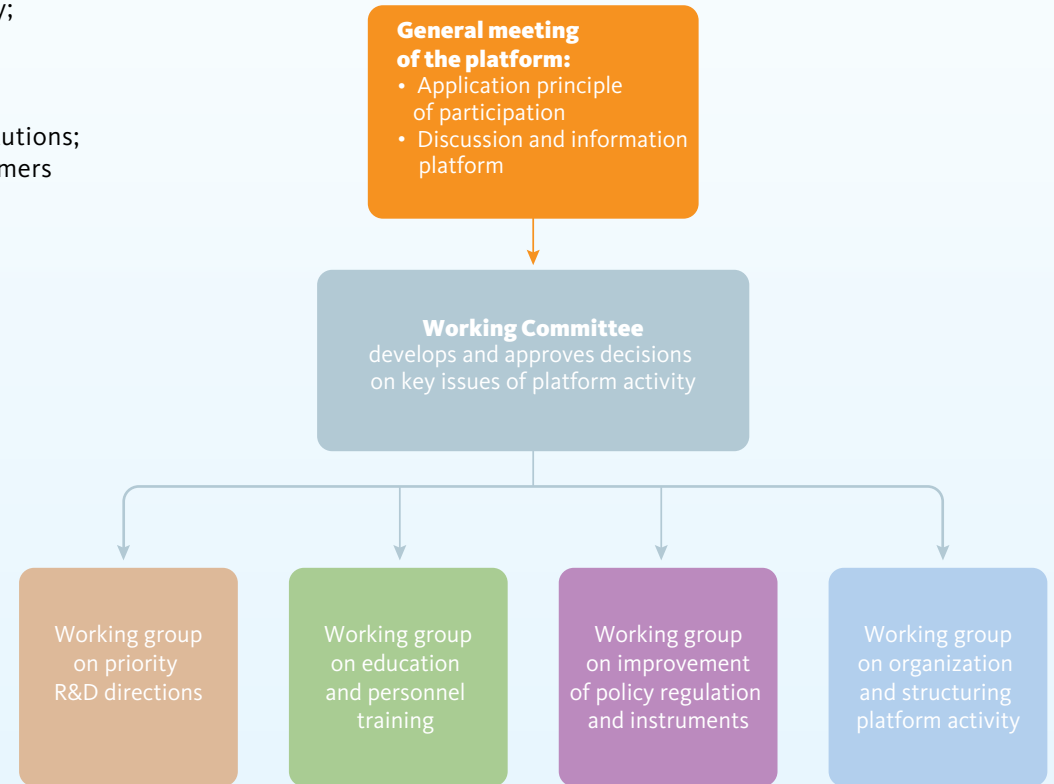 y;
utions;
mers
General meeting
of the platform:
• Application principle
of participation
• Discussion and information
platform
Working Committee
develops and approves decisions
on key issues of platform activity
Working group
on priority
R&D directions
Working group
on education
and personnel
training
Working group
on improvement
of policy regulation
and instruments
Working group
on organization
and structuring
platform activity